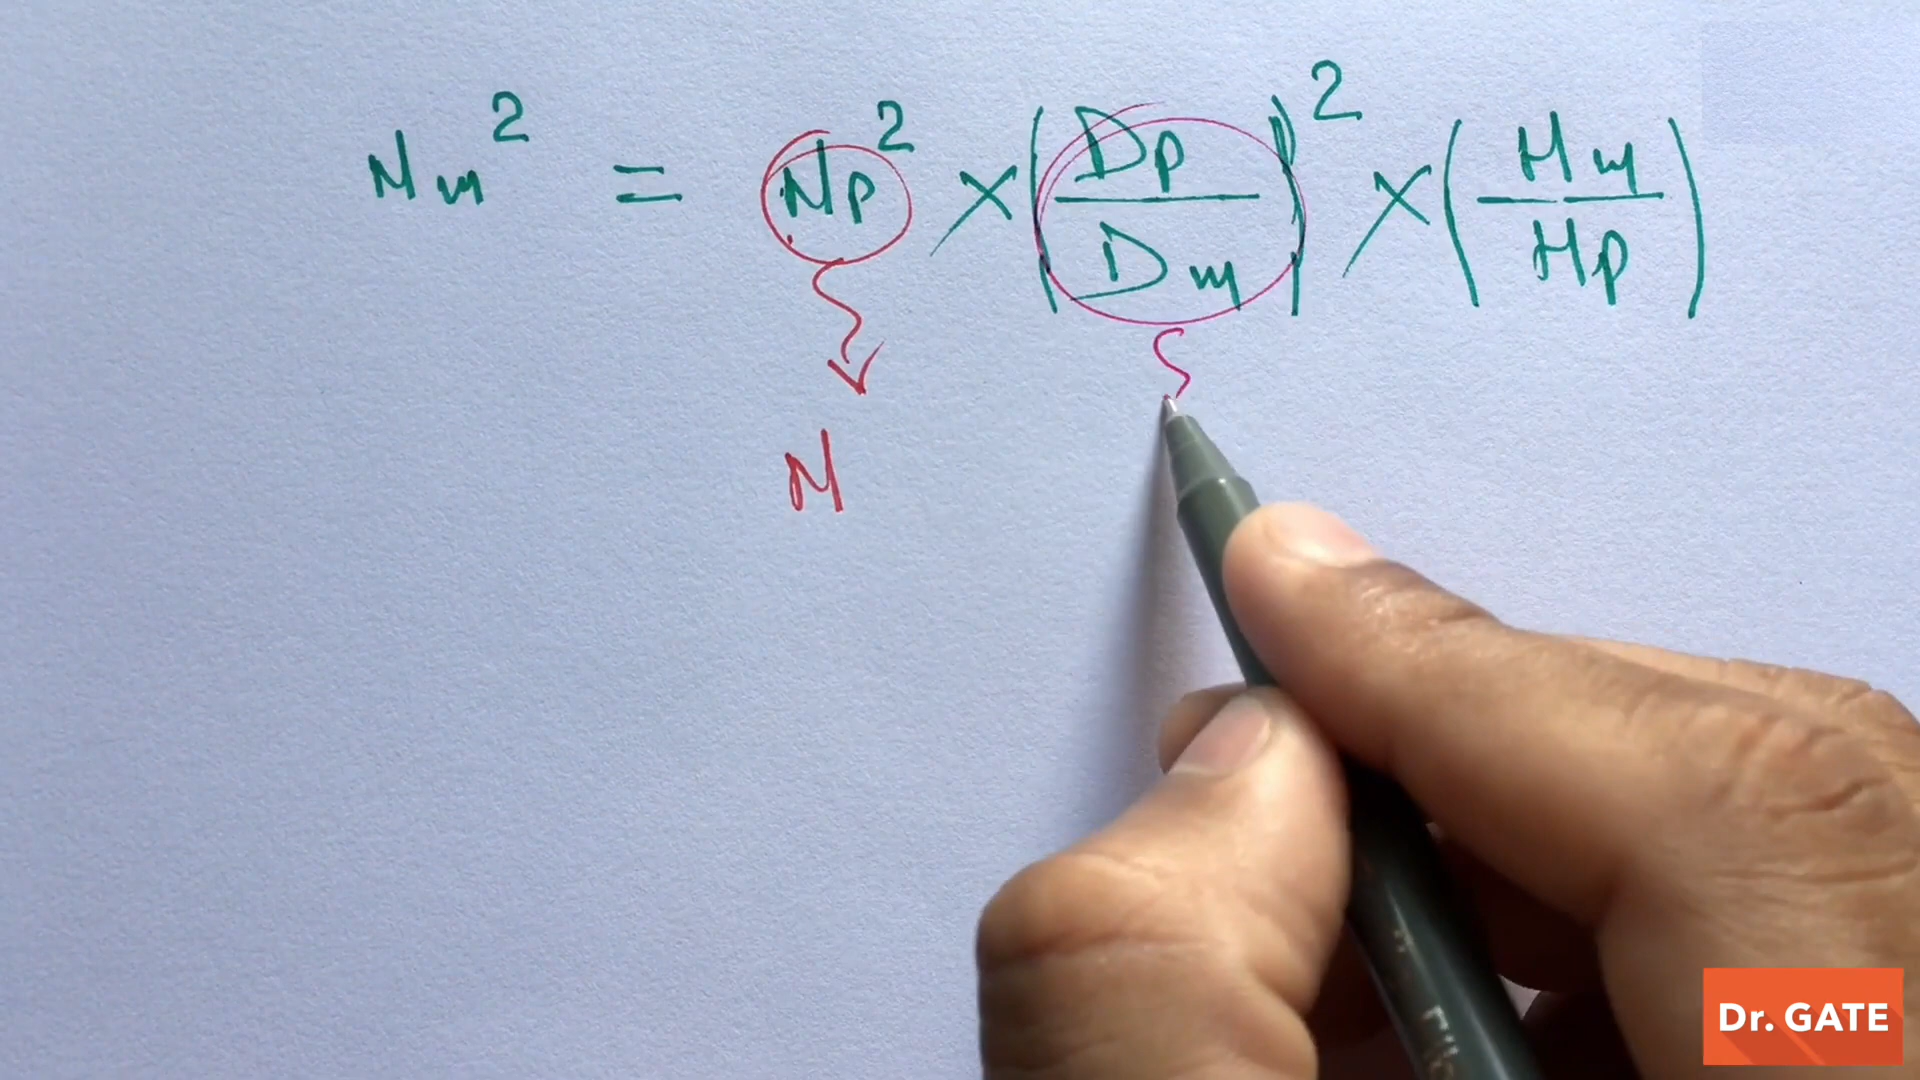 Nm² = Np² × (Dp/Dm)² × (Hm/Hp)
N
Dr. GATE